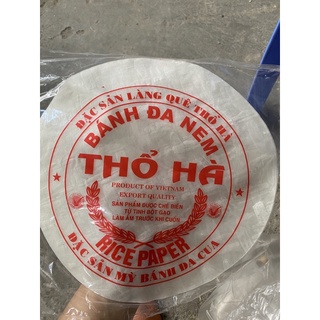 ĐẶC SẢN LÀNG QUÊ THỔ HÀ
BÁNH ĐA NEM
THỔ HÀ
PRODUCT OF VIETNAM
EXPORT QUALITY
SẢN PHẨM ĐƯỢC CHẾ BIẾN
TỪ TINH BỘT GẠO
LÀM ẨM TRƯỚC KHI CUỐN
RICE PAPER
ĐẶC SẢN MỲ BÁNH ĐA CUA